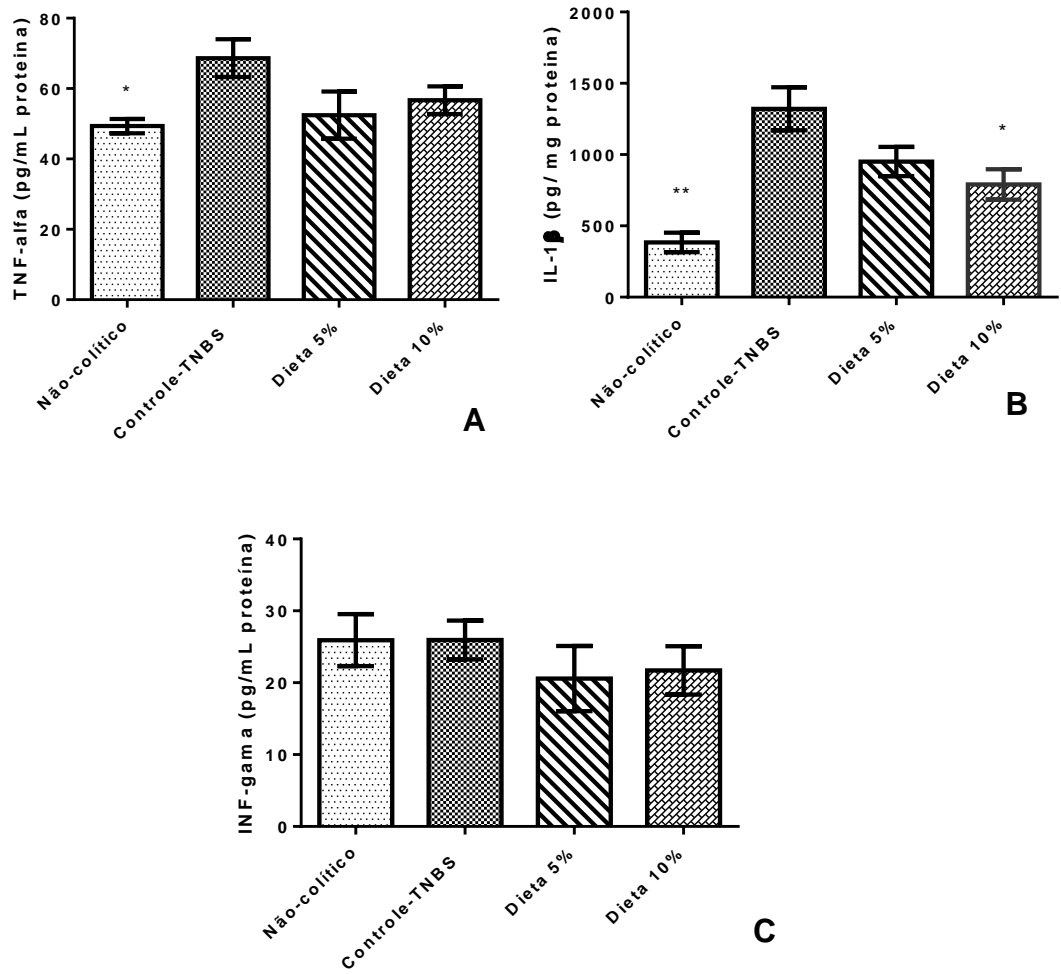 TNF-alfa (pg/mL proteina)
80
60
40
20
0
*
Não-colítico
Controle-TNBS
Dieta 5%
Dieta 10%
A
IL-1β (pg/mg proteina)
2000
1500
1000
500
0
**
*
Não-colítico
Controle-TNBS
Dieta 5%
Dieta 10%
B
INF-gama (pg/mL proteína)
40
30
20
10
0
Não-colítico
Controle-TNBS
Dieta 5%
Dieta 10%
C